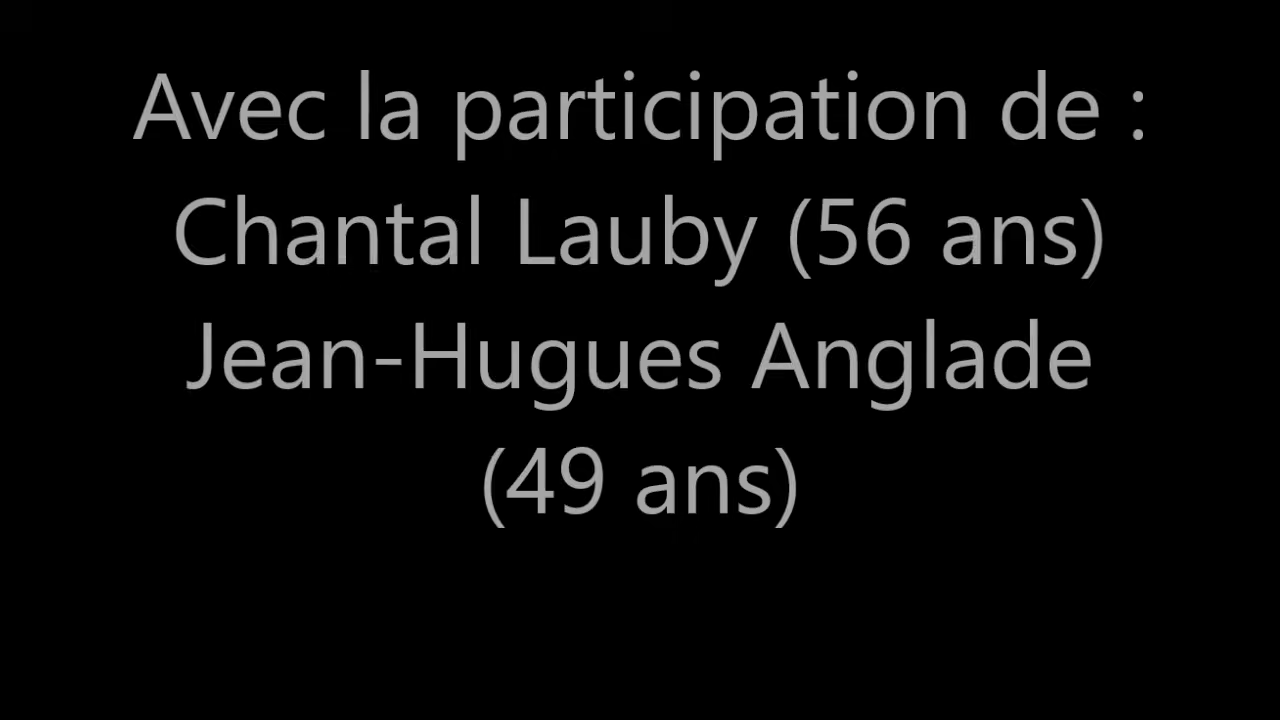 Avec la participation de :
Chantal Lauby (56 ans)
Jean-Hugues Anglade
(49 ans)